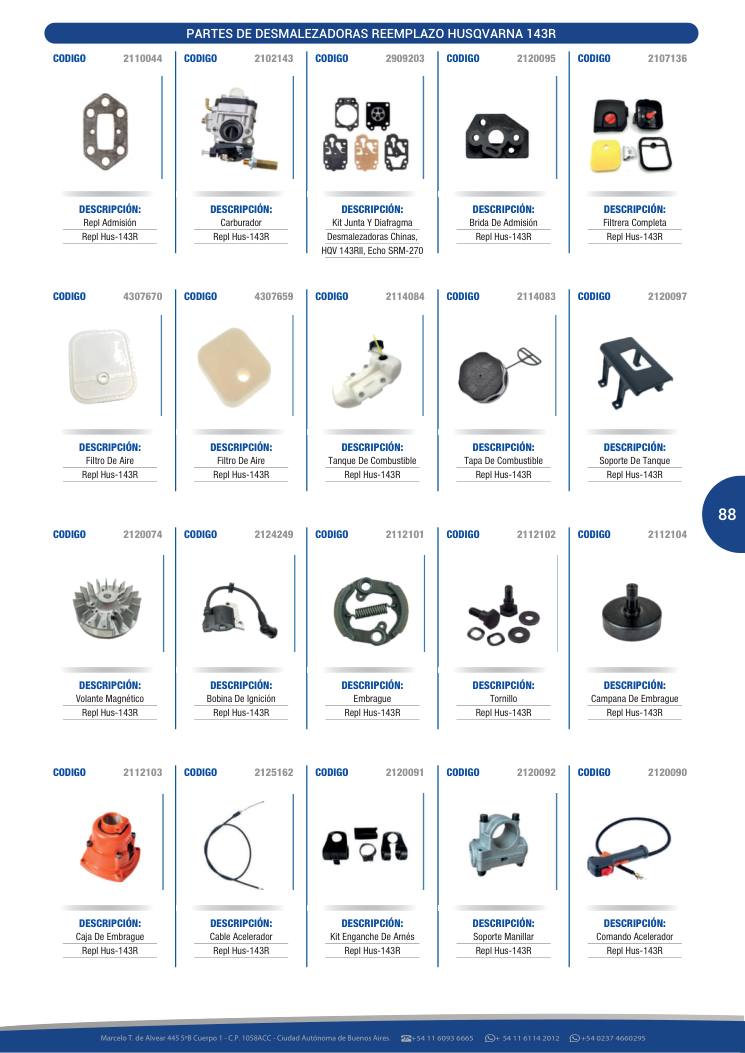 PARTES DE DESMALEZADORAS REEMPLAZO HUSQVARNA 143R
CODIGO 2110044
DESCRIPCIÓN:
Repl Admisión
Repl Hus-143R
CODIGO 2102143
DESCRIPCIÓN:
Carburador
Repl Hus-143R
CODIGO 2909203
DESCRIPCIÓN:
Kit Junta Y Diafragma
Desmalezadoras Chinas,
HQV 143RII, Echo SRM-270
CODIGO 2120095
DESCRIPCIÓN:
Brida De Admisión
Repl Hus-143R
CODIGO 2107136
DESCRIPCIÓN:
Filtrera Completa
Repl Hus-143R
CODIGO 4307670
DESCRIPCIÓN:
Filtro De Aire
Repl Hus-143R
CODIGO 4307659
DESCRIPCIÓN:
Filtro De Aire
Repl Hus-143R
CODIGO 2114084
DESCRIPCIÓN:
Tanque De Combustible
Repl Hus-143R
CODIGO 2114083
DESCRIPCIÓN:
Tapa De Combustible
Repl Hus-143R
CODIGO 2120097
DESCRIPCIÓN:
Soporte De Tanque
Repl Hus-143R
88
CODIGO 2120074
DESCRIPCIÓN:
Volante Magnético
Repl Hus-143R
CODIGO 2124249
DESCRIPCIÓN:
Bobina De Ignición
Repl Hus-143R
CODIGO 2112101
DESCRIPCIÓN:
Embrague
Repl Hus-143R
CODIGO 2112102
DESCRIPCIÓN:
Tornillo
Repl Hus-143R
CODIGO 2112104
DESCRIPCIÓN:
Campana De Embrague
Repl Hus-143R
CODIGO 2112103
DESCRIPCIÓN:
Caja De Embrague
Repl Hus-143R
CODIGO 2125162
DESCRIPCIÓN:
Cable Acelerador
Repl Hus-143R
CODIGO 2120091
DESCRIPCIÓN:
Kit Enganche De Arnés
Repl Hus-143R
CODIGO 2120092
DESCRIPCIÓN:
Soporte Manillar
Repl Hus-143R
CODIGO 2120090
DESCRIPCIÓN:
Comando Acelerador
Repl Hus-143R
Marcelo T. de Alvear 445 5ºB Cuerpo 1 - C.P. 1058ACC - Ciudad Autónoma de Buenos Aires. +54 11 6093 6665 + 54 11 6114 2012 +54 0237 4660295